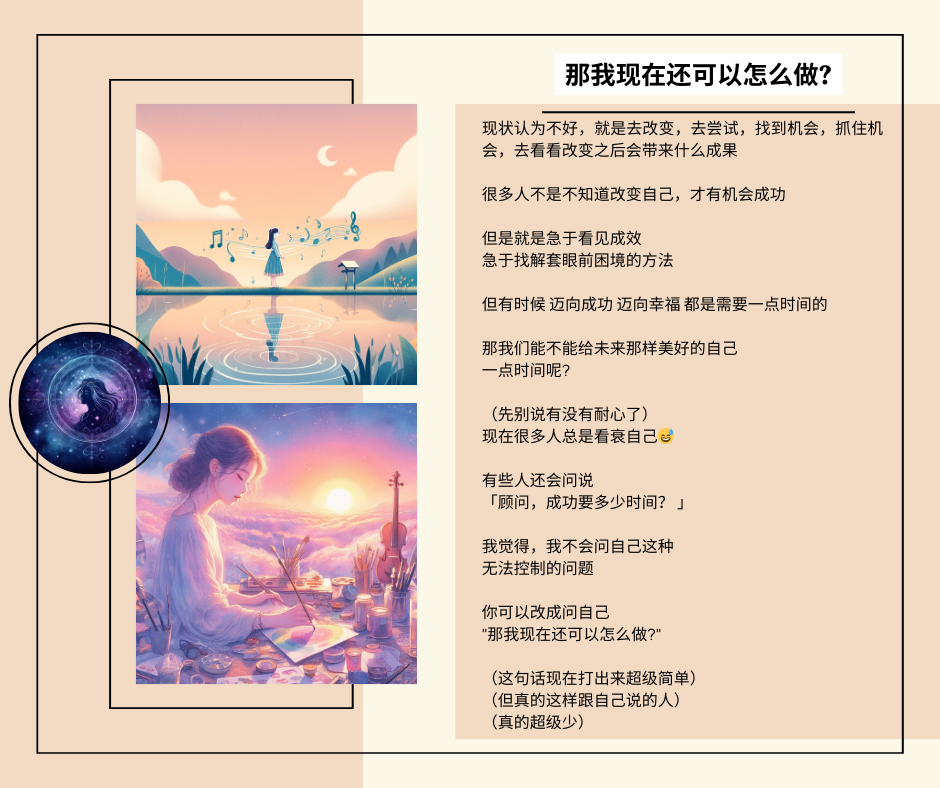 那我现在还可以怎么做?
现状认为不好，就是去改变，去尝试，找到机会，抓住机
会，去看看改变之后会带来什么成果
很多人不是不知道改变自己，才有机会成功
但是就是急于看见成效
急于找解套眼前困境的方法
但有时候 迈向成功 迈向幸福 都是需要一点时间的
那我们能不能给未来那样美好的自己
一点时间呢?
（先别说有没有耐心了）
现在很多人总是看衰自己😅
有些人还会问说
「顾问，成功要多少时间？ 」
我觉得，我不会问自己这种
无法控制的问题
你可以改成问自己
"那我现在还可以怎么做?"
（这句话现在打出来超级简单）
（但真的这样跟自己说的人）
（真的超级少）